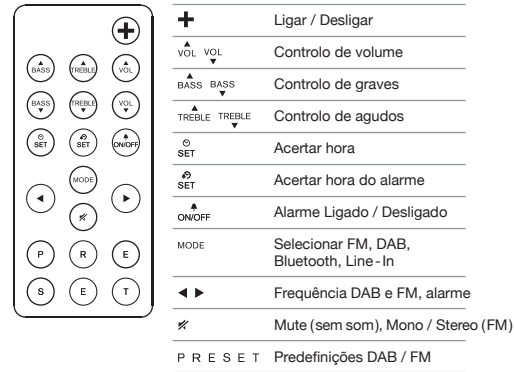 BASS TREBLE VOL
BASS TREBLE VOL
SET SET ON/OFF
MODE
P R E
S E T
Ligar / Desligar
VOL VOL Controlo de volume
BASS BASS Controlo de graves
TREBLE TREBLE Controlo de agudos
SET Acertar hora
SET Acertar hora do alarme
ON/OFF Alarme Ligado / Desligado
MODE Selecionar FM, DAB,
Bluetooth, Line-In
Frequência DAB e FM, alarme
Mute (sem som), Mono / Stereo (FM)
P R E S E T Predefinições DAB / FM